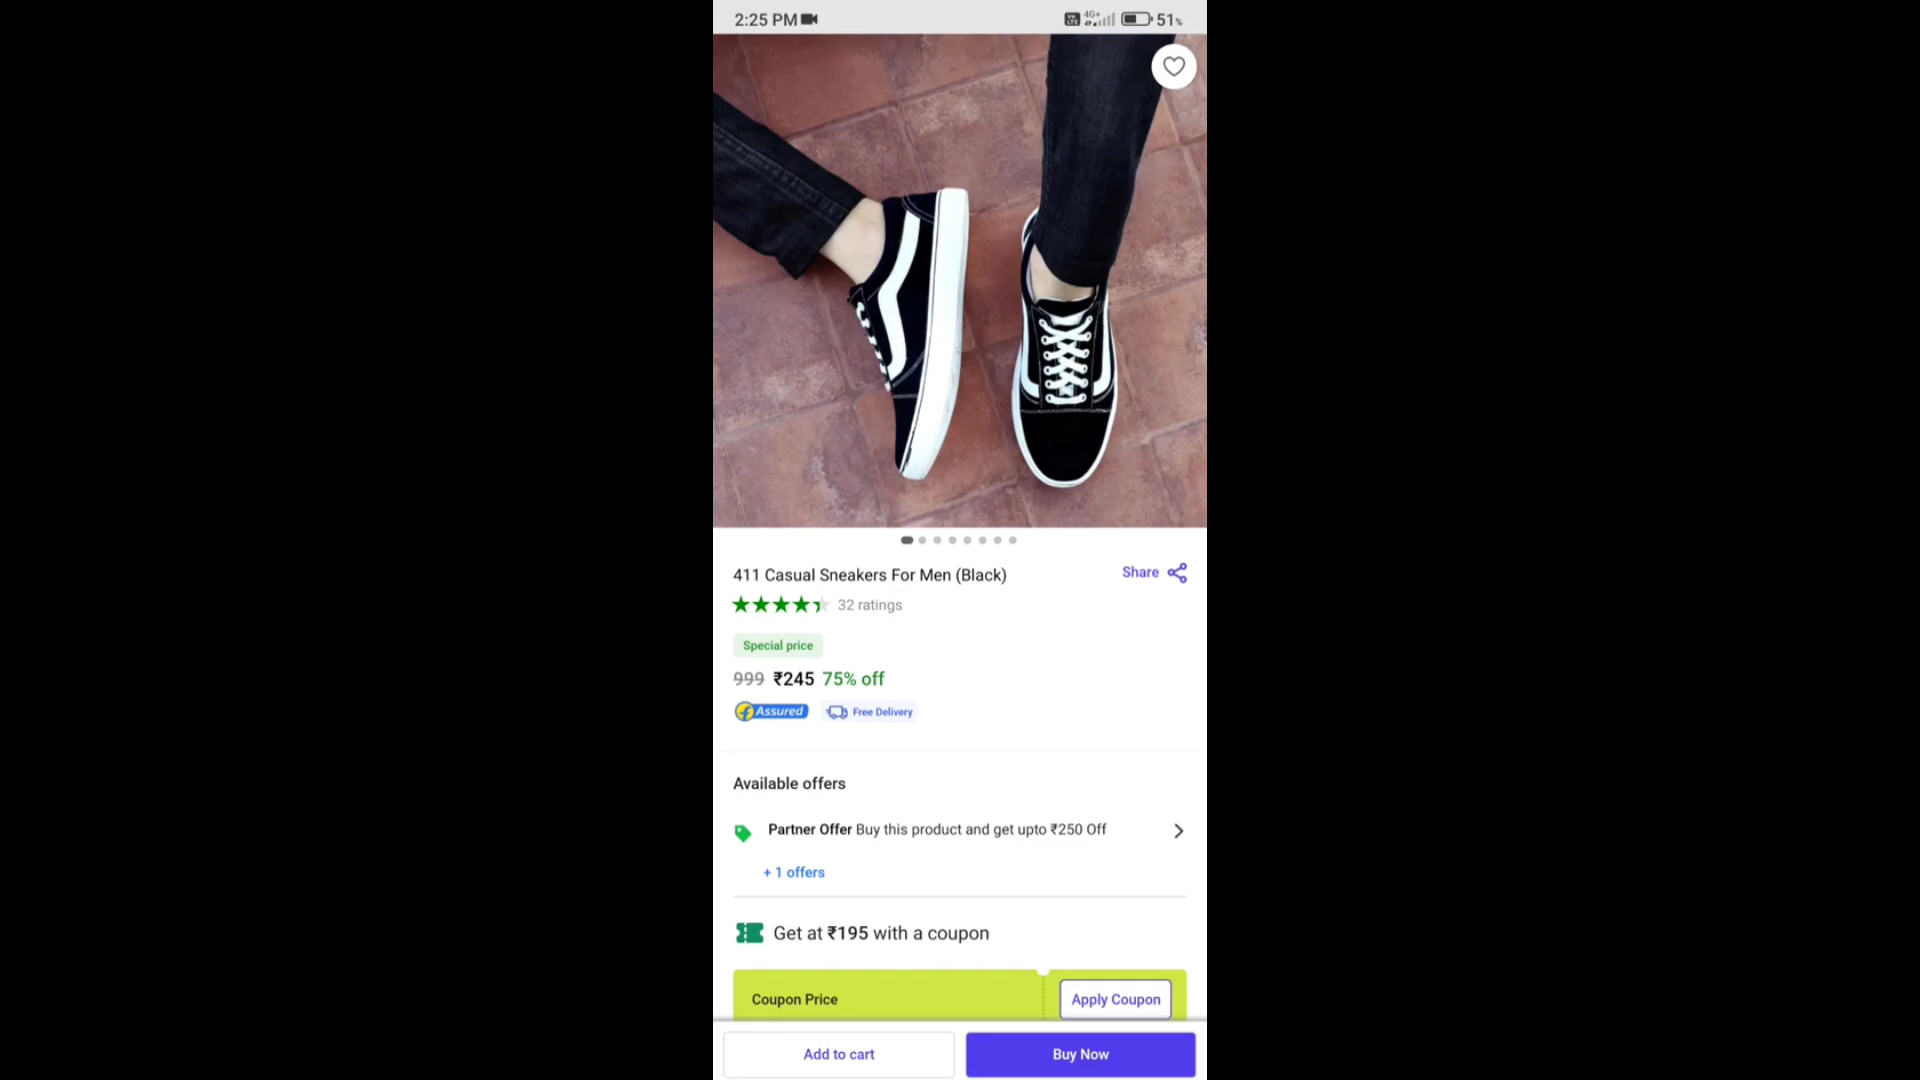 2:25 PM
4G+ 51%
411 Casual Sneakers For Men (Black)
Share
32 ratings
Special price
999 ₹245 75% off
Assured Free Delivery
Available offers
Partner Offer Buy this product and get upto ₹250 Off
+ 1 offers
Get at ₹195 with a coupon
Coupon Price
Apply Coupon
Add to cart
Buy Now